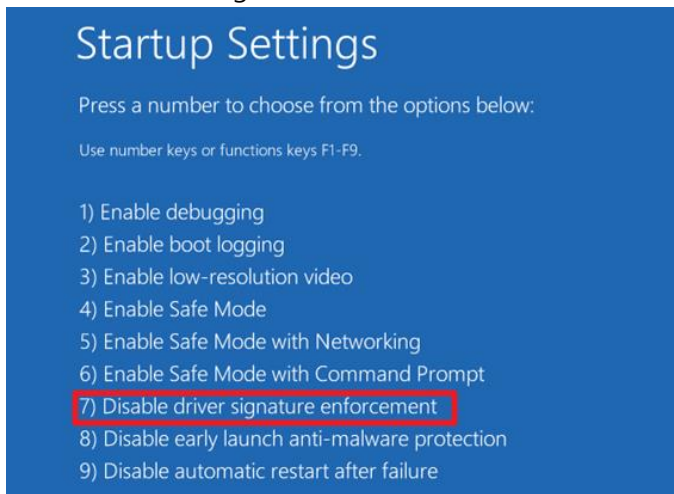 Startup Settings
Press a number to choose from the options below:
Use number keys or functions keys F1-F9.
1) Enable debugging
2) Enable boot logging
3) Enable low-resolution video
4) Enable Safe Mode
5) Enable Safe Mode with Networking
6) Enable Safe Mode with Command Prompt
7) Disable driver signature enforcement
8) Disable early launch anti-malware protection
9) Disable automatic restart after failure